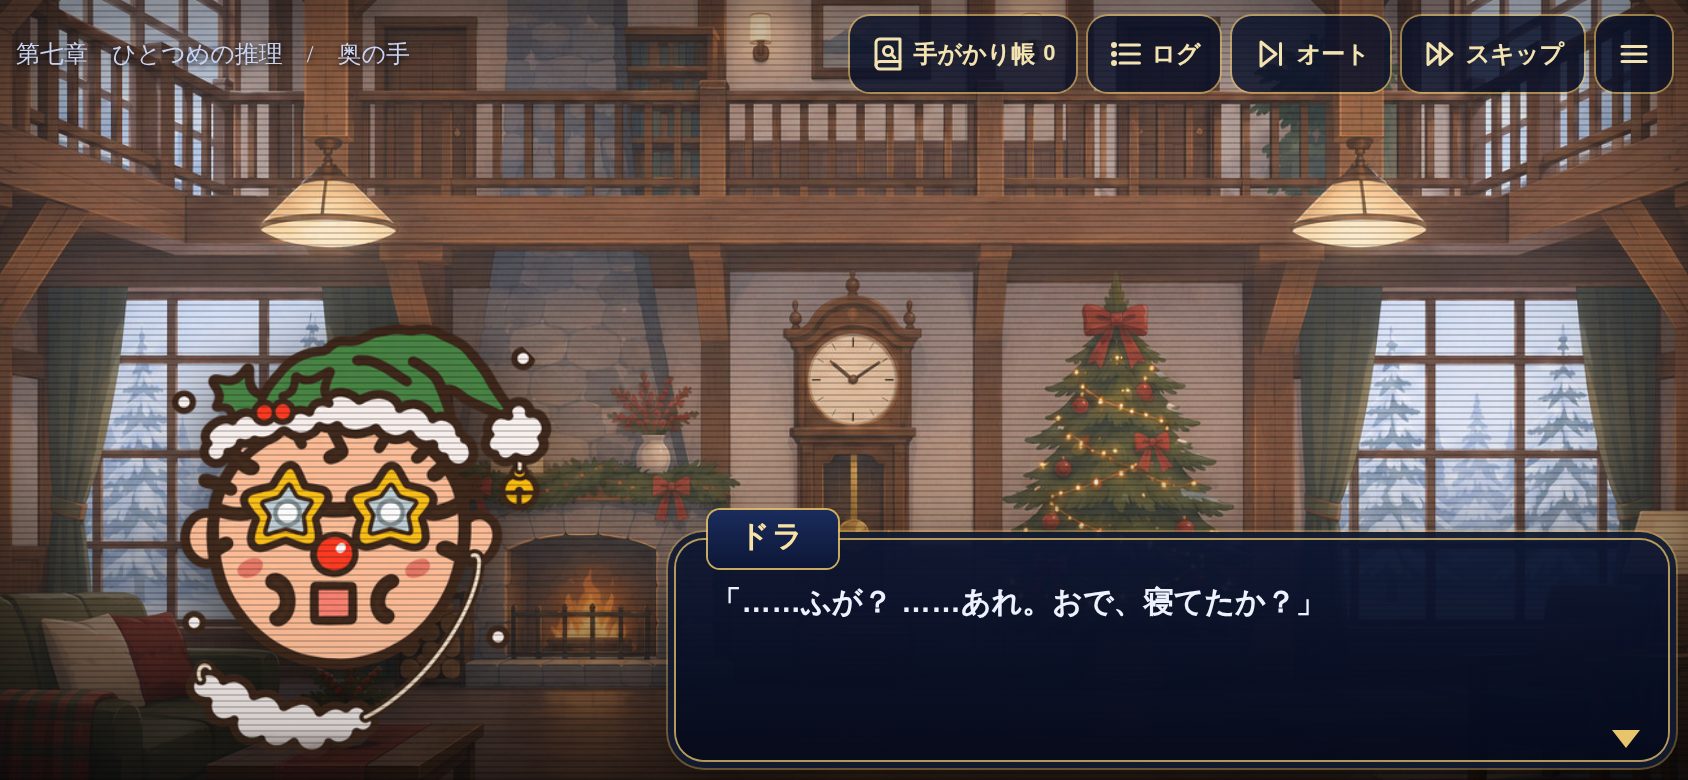 第七章 ひとつめの推理 / 奥の手
手がかり帳 0
ログ
オート
スキップ
ドラ
「……ふが？ ……あれ。おで、寝てたか？」